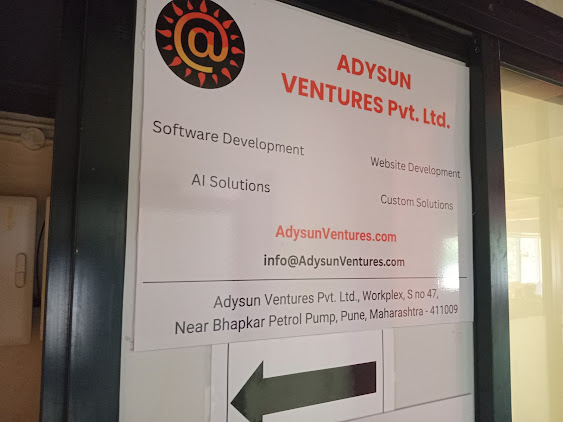 @
ADYSUN
VENTURES Pvt. Ltd.
Software Development
Website Development
AI Solutions
Custom Solutions
AdysunVentures.com
info@AdysunVentures.com
Adysun Ventures Pvt. Ltd., Workplex, S no 47,
Near Bhapkar Petrol Pump, Pune, Maharashtra - 411009